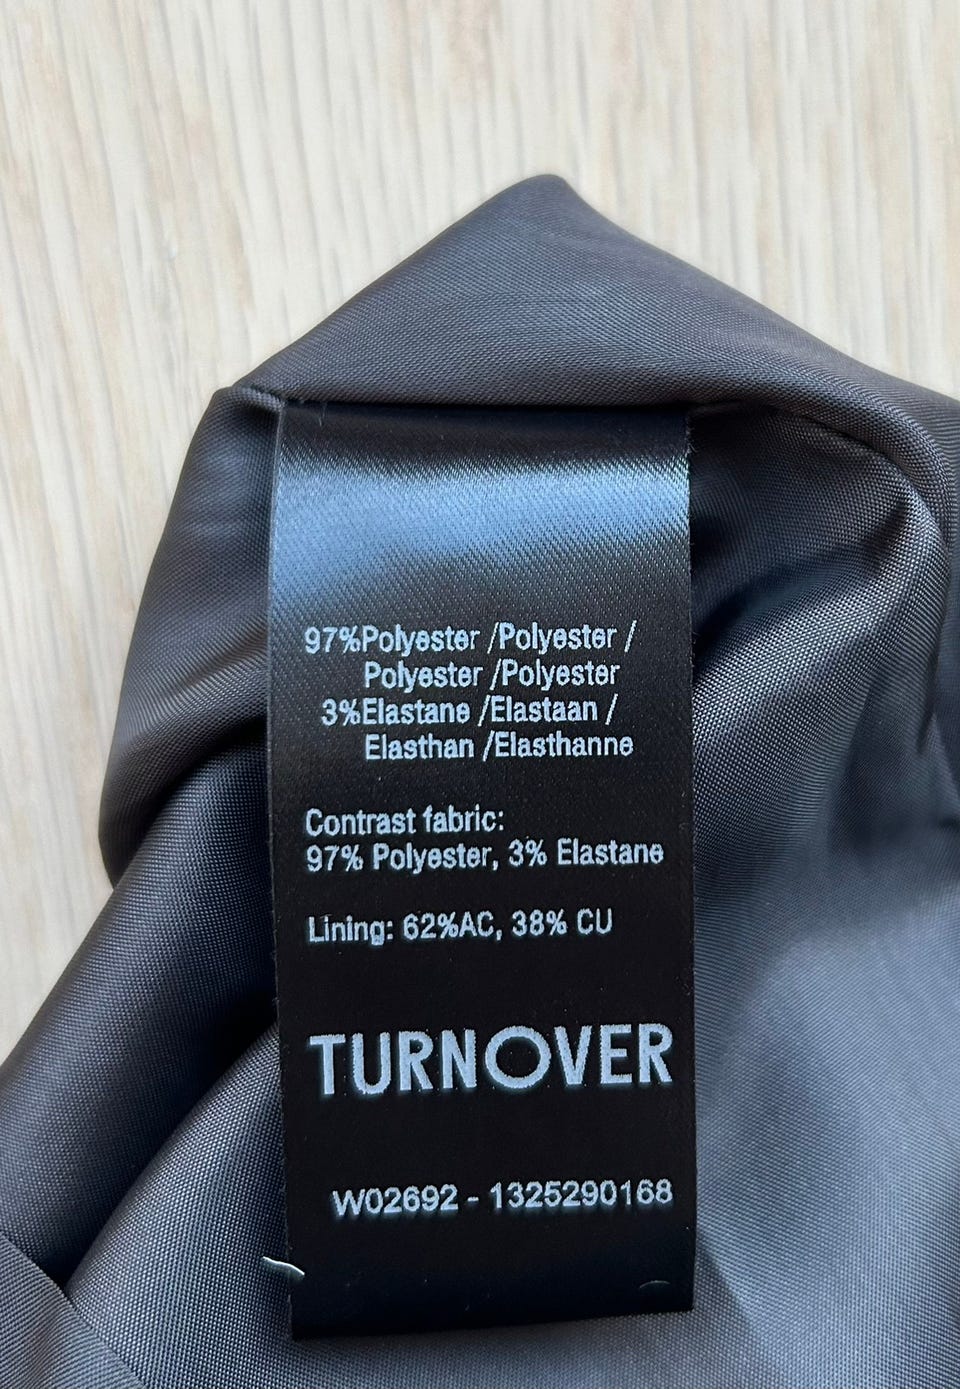 97%Polyester /Polyester /
Polyester /Polyester
3%Elastane /Elastaan /
Elasthan /Elasthanne
Contrast fabric:
97% Polyester, 3% Elastane
Lining: 62%AC, 38% CU
TURNOVER
W02692 - 1325290168